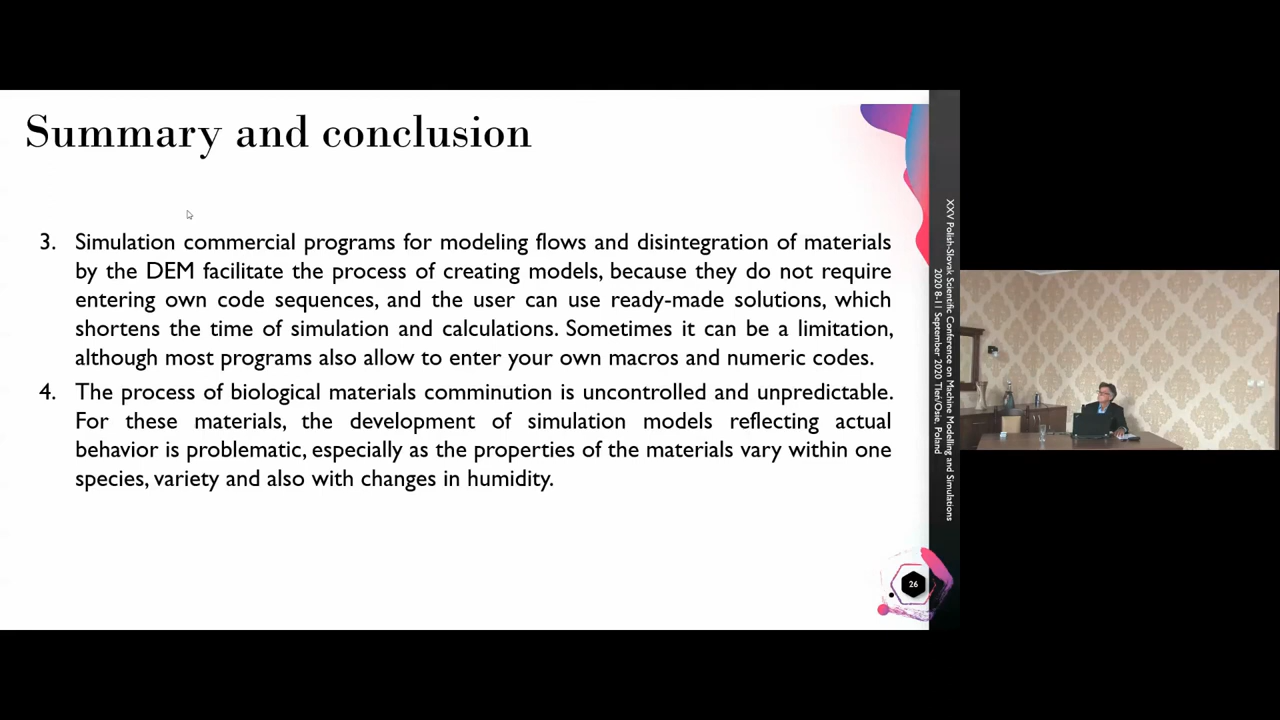 Summary and conclusion
3. Simulation commercial programs for modeling flows and disintegration of materials
by the DEM facilitate the process of creating models, because they do not require
entering own code sequences, and the user can use ready-made solutions, which
shortens the time of simulation and calculations. Sometimes it can be a limitation,
although most programs also allow to enter your own macros and numeric codes.
4. The process of biological materials comminution is uncontrolled and unpredictable.
For these materials, the development of simulation models reflecting actual
behavior is problematic, especially as the properties of the materials vary within one
species, variety and also with changes in humidity.
XXV Polish-Slovak Scientific Conference on Machine Modelling and Simulations
2020 8-11 September 2020 Tleń/Osie, Poland
26